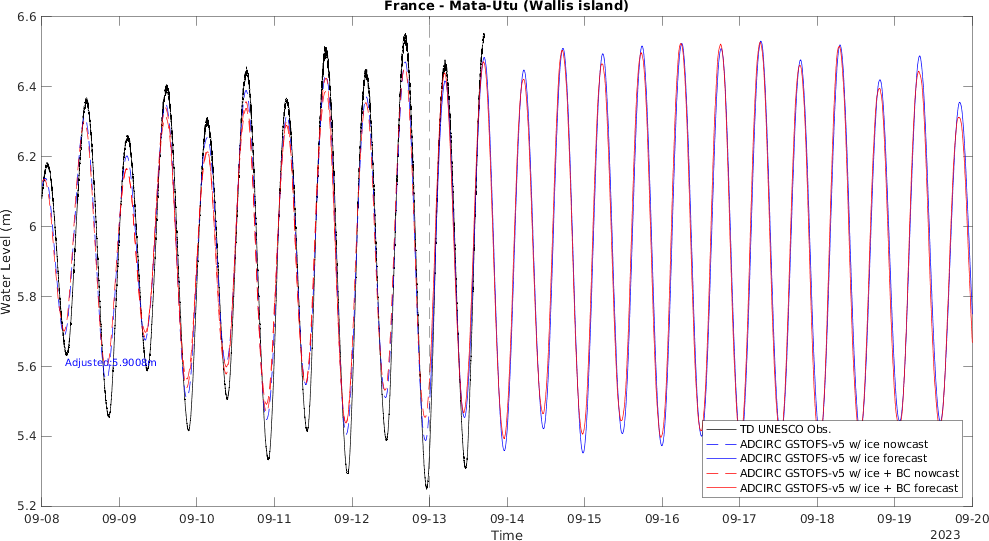 France - Mata-Utu (Wallis island)
6.6
6.4
6.2
6
5.8
5.6
5.4
5.2
Water Level (m)
Adjusted:5.9008m
TD UNESCO Obs.
ADCIRC GSTOFS-v5 w/ ice nowcast
ADCIRC GSTOFS-v5 w/ ice forecast
ADCIRC GSTOFS-v5 w/ ice + BC nowcast
ADCIRC GSTOFS-v5 w/ ice + BC forecast
09-08 09-09 09-10 09-11 09-12 09-13 09-14 09-15 09-16 09-17 09-18 09-19 09-20
Time
2023